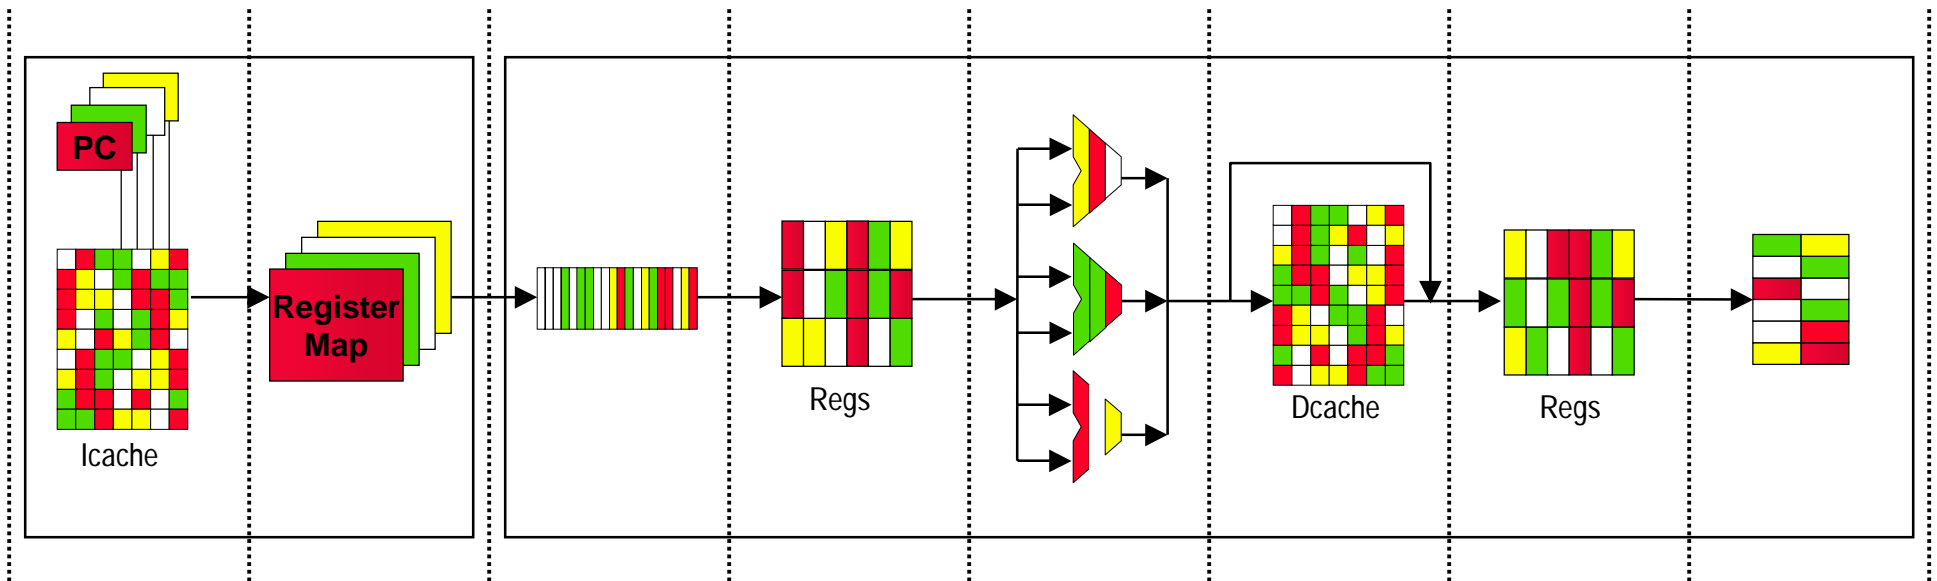 PC
Icache
Register
Map
Regs
Dcache
Regs